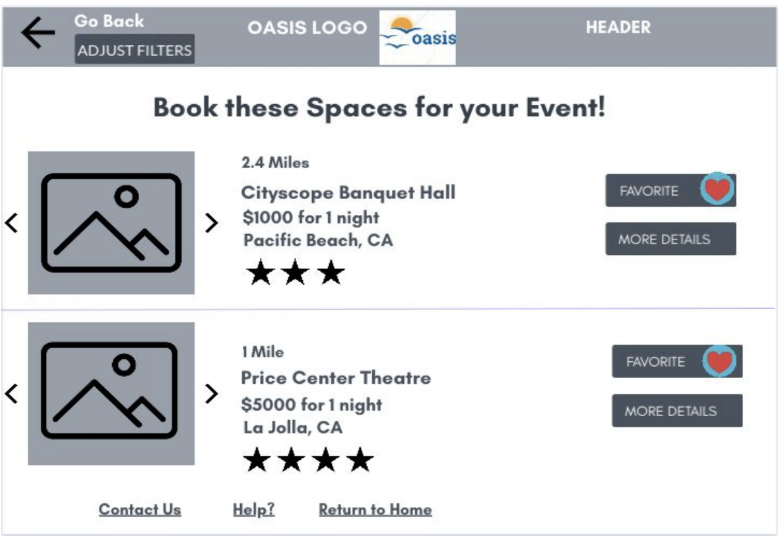 Go Back
ADJUST FILTERS
OASIS LOGO
oasis
HEADER
Book these Spaces for your Event!
2.4 Miles
Cityscope Banquet Hall
$1000 for 1 night
Pacific Beach, CA
FAVORITE
MORE DETAILS
1 Mile
Price Center Theatre
$5000 for 1 night
La Jolla, CA
FAVORITE
MORE DETAILS
Contact Us
Help?
Return to Home